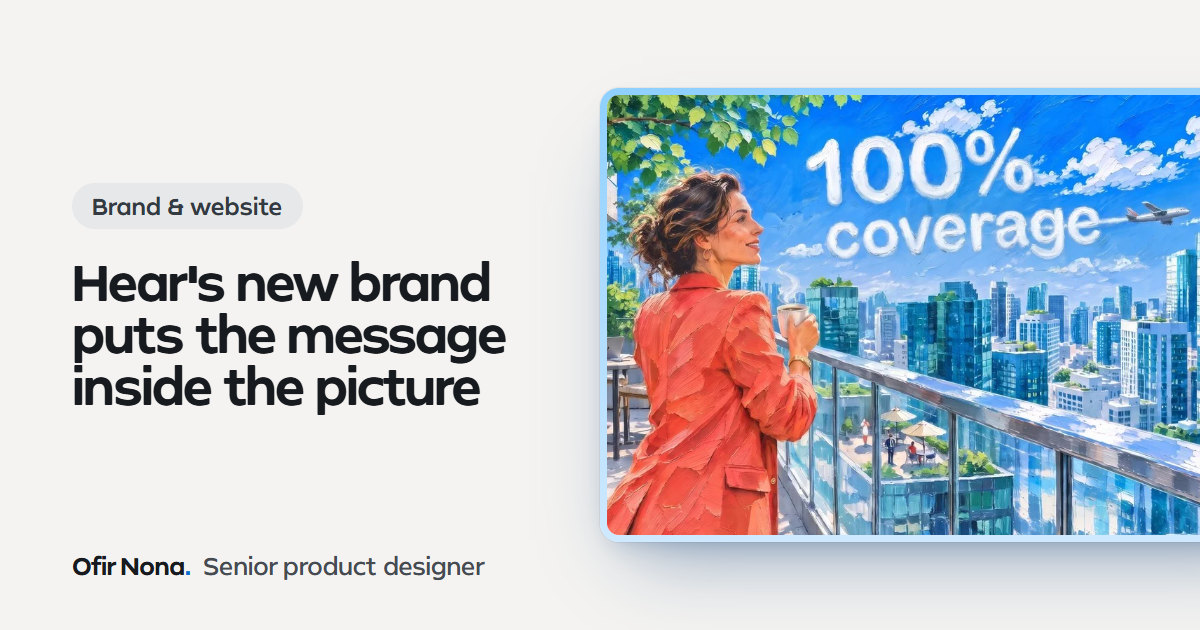 Brand & website
Hear's new brand
puts the message
inside the picture
Ofir Nona. Senior product designer
100%
coverage